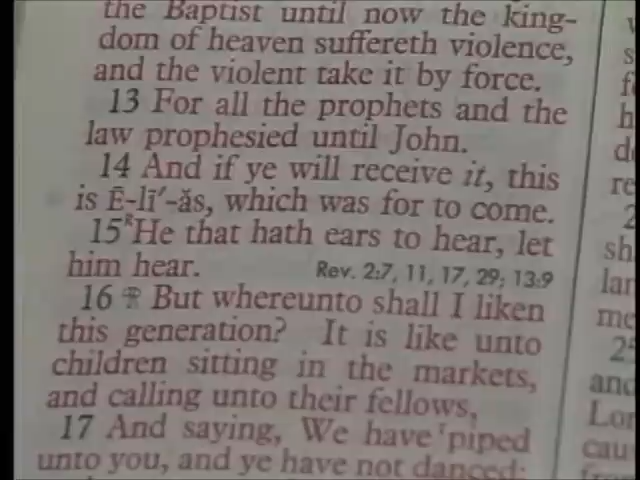 the Baptist until now the king-
dom of heaven suffereth violence,
and the violent take it by force.
13 For all the prophets and the
law prophesied until John.
14 And if ye will receive it, this
is Ē-lī′-ăs, which was for to come.
15 He that hath ears to hear, let
him hear. Rev. 2:7, 11, 17, 29; 13:9
16 But whereunto shall I liken
this generation? It is like unto
children sitting in the markets,
and calling unto their fellows,
17 And saying, We have piped
unto you, and ye have not danced;